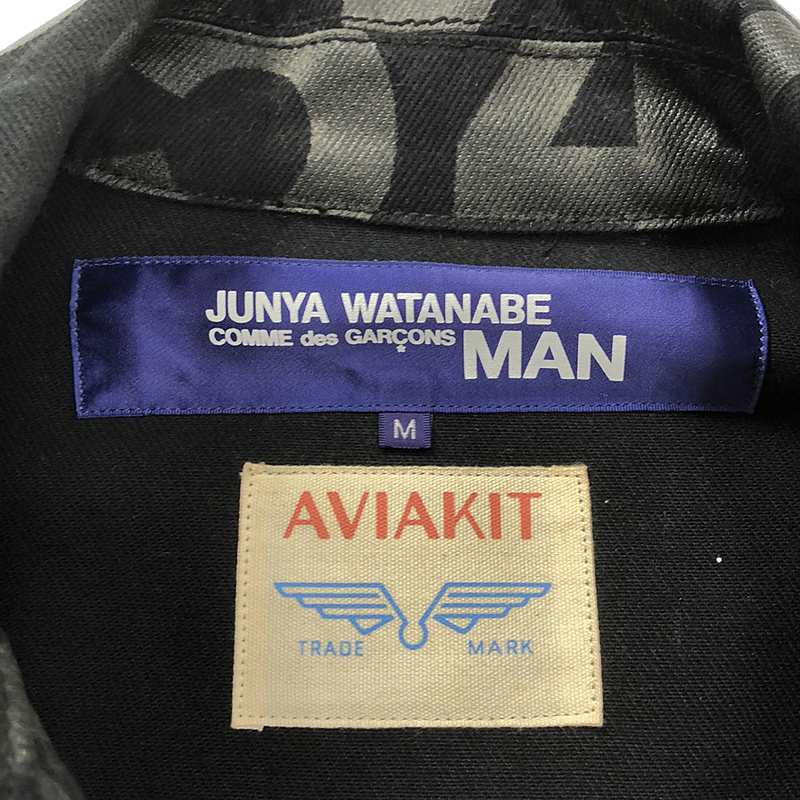 JUNYA WATANABE
COMME des GARÇONS MAN
M
AVIAKIT
TRADE MARK